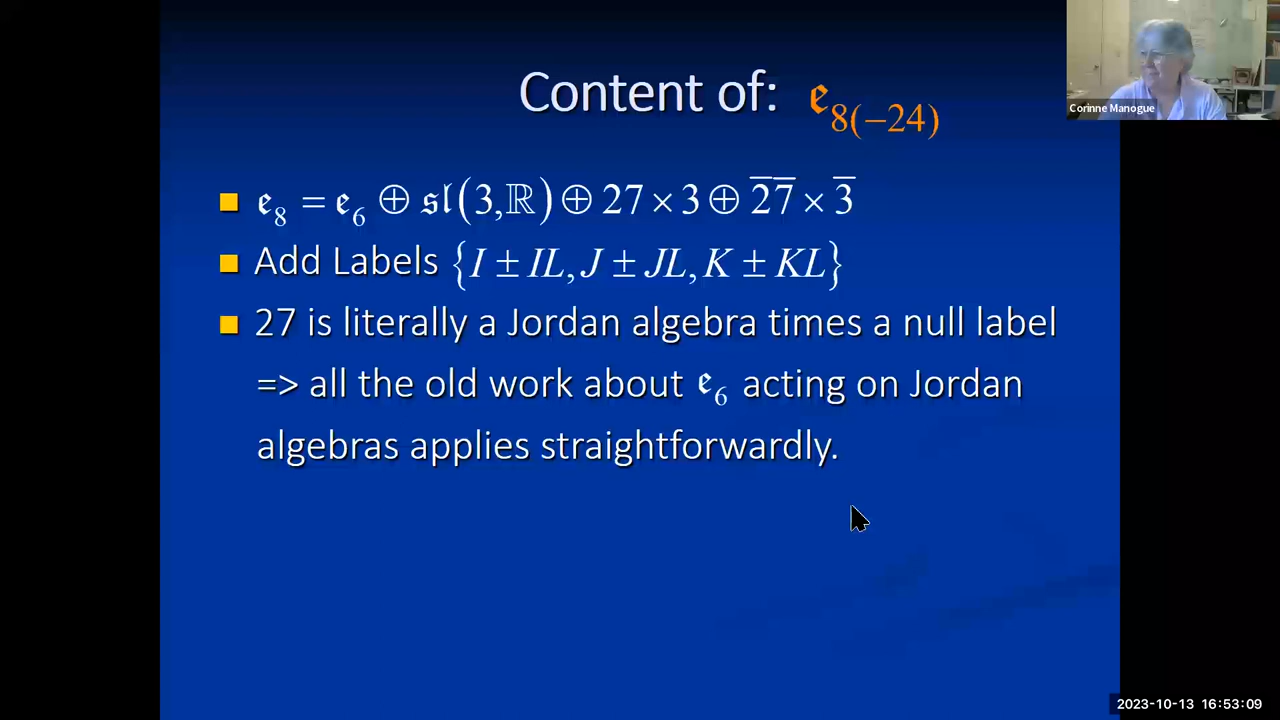 Content of: 𝔢₈₍₋₂₄₎
Corinne Manogue
𝔢₈ = 𝔢₆ ⊕ 𝔰𝔩(3,ℝ) ⊕ 27 × 3 ⊕ 2̅7̅ × 3̅
Add Labels {I ± IL, J ± JL, K ± KL}
27 is literally a Jordan algebra times a null label
=> all the old work about 𝔢₆ acting on Jordan
algebras applies straightforwardly.
2023-10-13 16:53:09